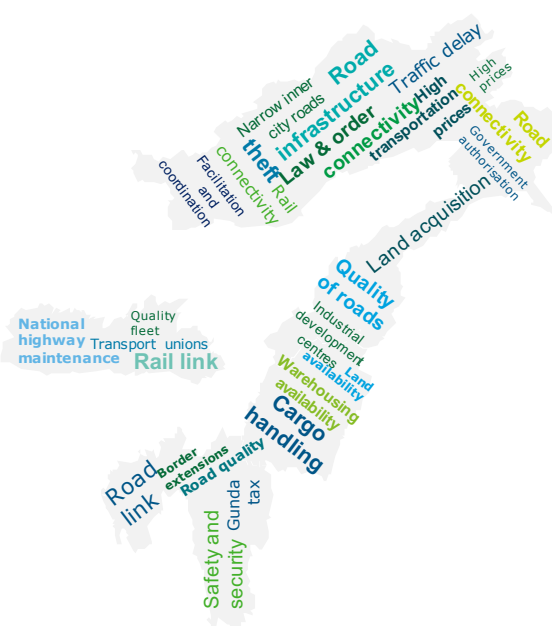 Traffic delay
Road
infrastructure
High
prices
Narrow inner
city roads
theft
Law & order
connectivity
High
transportation
prices
connectivity
Road
connectivity
Government
authorisation
Facilitation
and
coordination
Rail
connectivity
Land acquisition
Quality
of roads
Industrial
development
centres
Land
availability
Warehousing
availability
Cargo
handling
National
highway
maintenance
Quality
fleet
Transport unions
Rail link
Road
link
Border
extensions
Road quality
Gunda
tax
Safety and
security